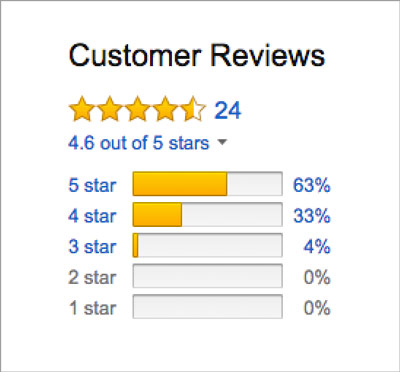 Customer Reviews
24
4.6 out of 5 stars
5 star 63%
4 star 33%
3 star 4%
2 star 0%
1 star 0%